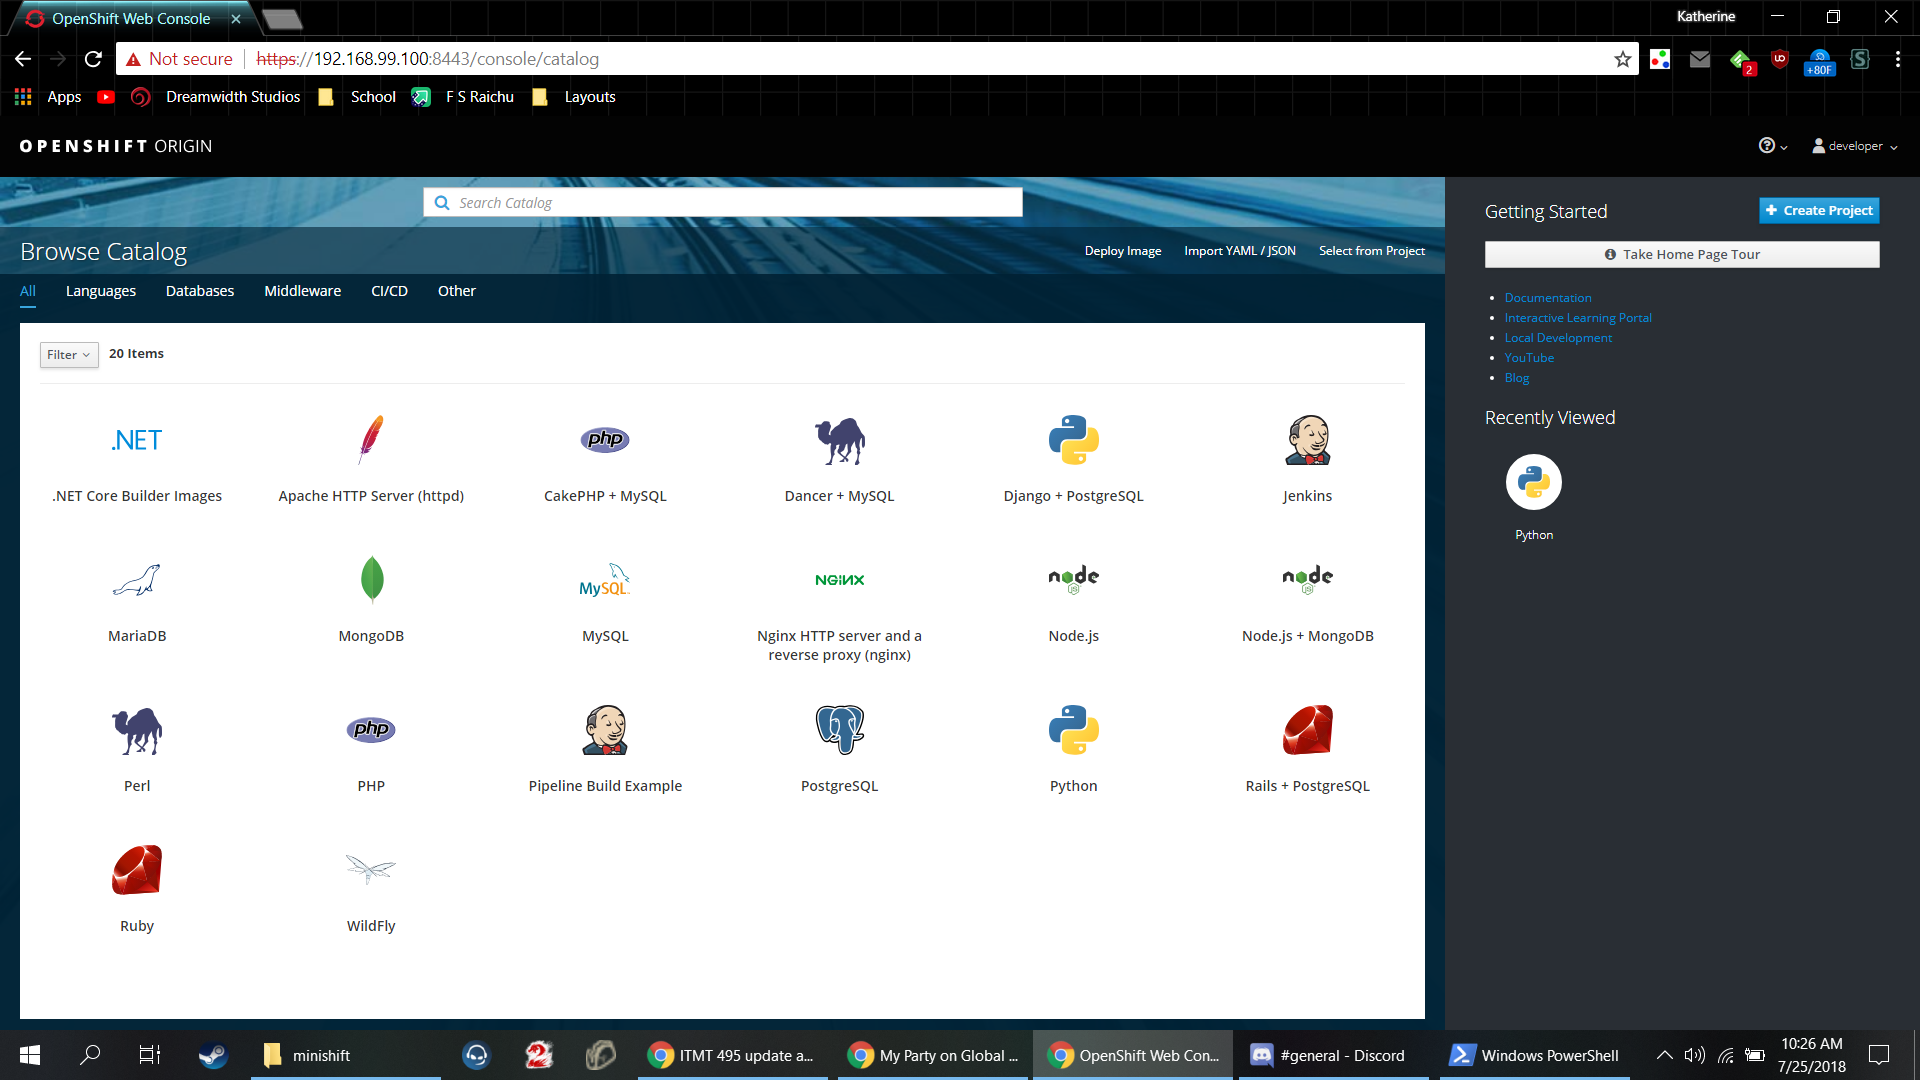 OpenShift Web Console
Katherine
Not secure https://192.168.99.100:8443/console/catalog
2
+80F
Apps Dreamwidth Studios School F S Raichu Layouts
OPENSHIFT ORIGIN
developer
Search Catalog
Browse Catalog
Deploy Image Import YAML / JSON Select from Project
All Languages Databases Middleware CI/CD Other
Filter 20 Items
.NET
php
.NET Core Builder Images
Apache HTTP Server (httpd)
CakePHP + MySQL
Dancer + MySQL
Django + PostgreSQL
Jenkins
MySQL
NGINX
node
JS
node
JS
MariaDB
MongoDB
MySQL
Nginx HTTP server and a
reverse proxy (nginx)
Node.js
Node.js + MongoDB
php
Perl
PHP
Pipeline Build Example
PostgreSQL
Python
Rails + PostgreSQL
Ruby
WildFly
Getting Started
+ Create Project
Take Home Page Tour
Documentation
Interactive Learning Portal
Local Development
YouTube
Blog
Recently Viewed
Python
minishift
ITMT 495 update a...
My Party on Global ...
OpenShift Web Con...
#general - Discord
Windows PowerShell
10:26 AM
7/25/2018